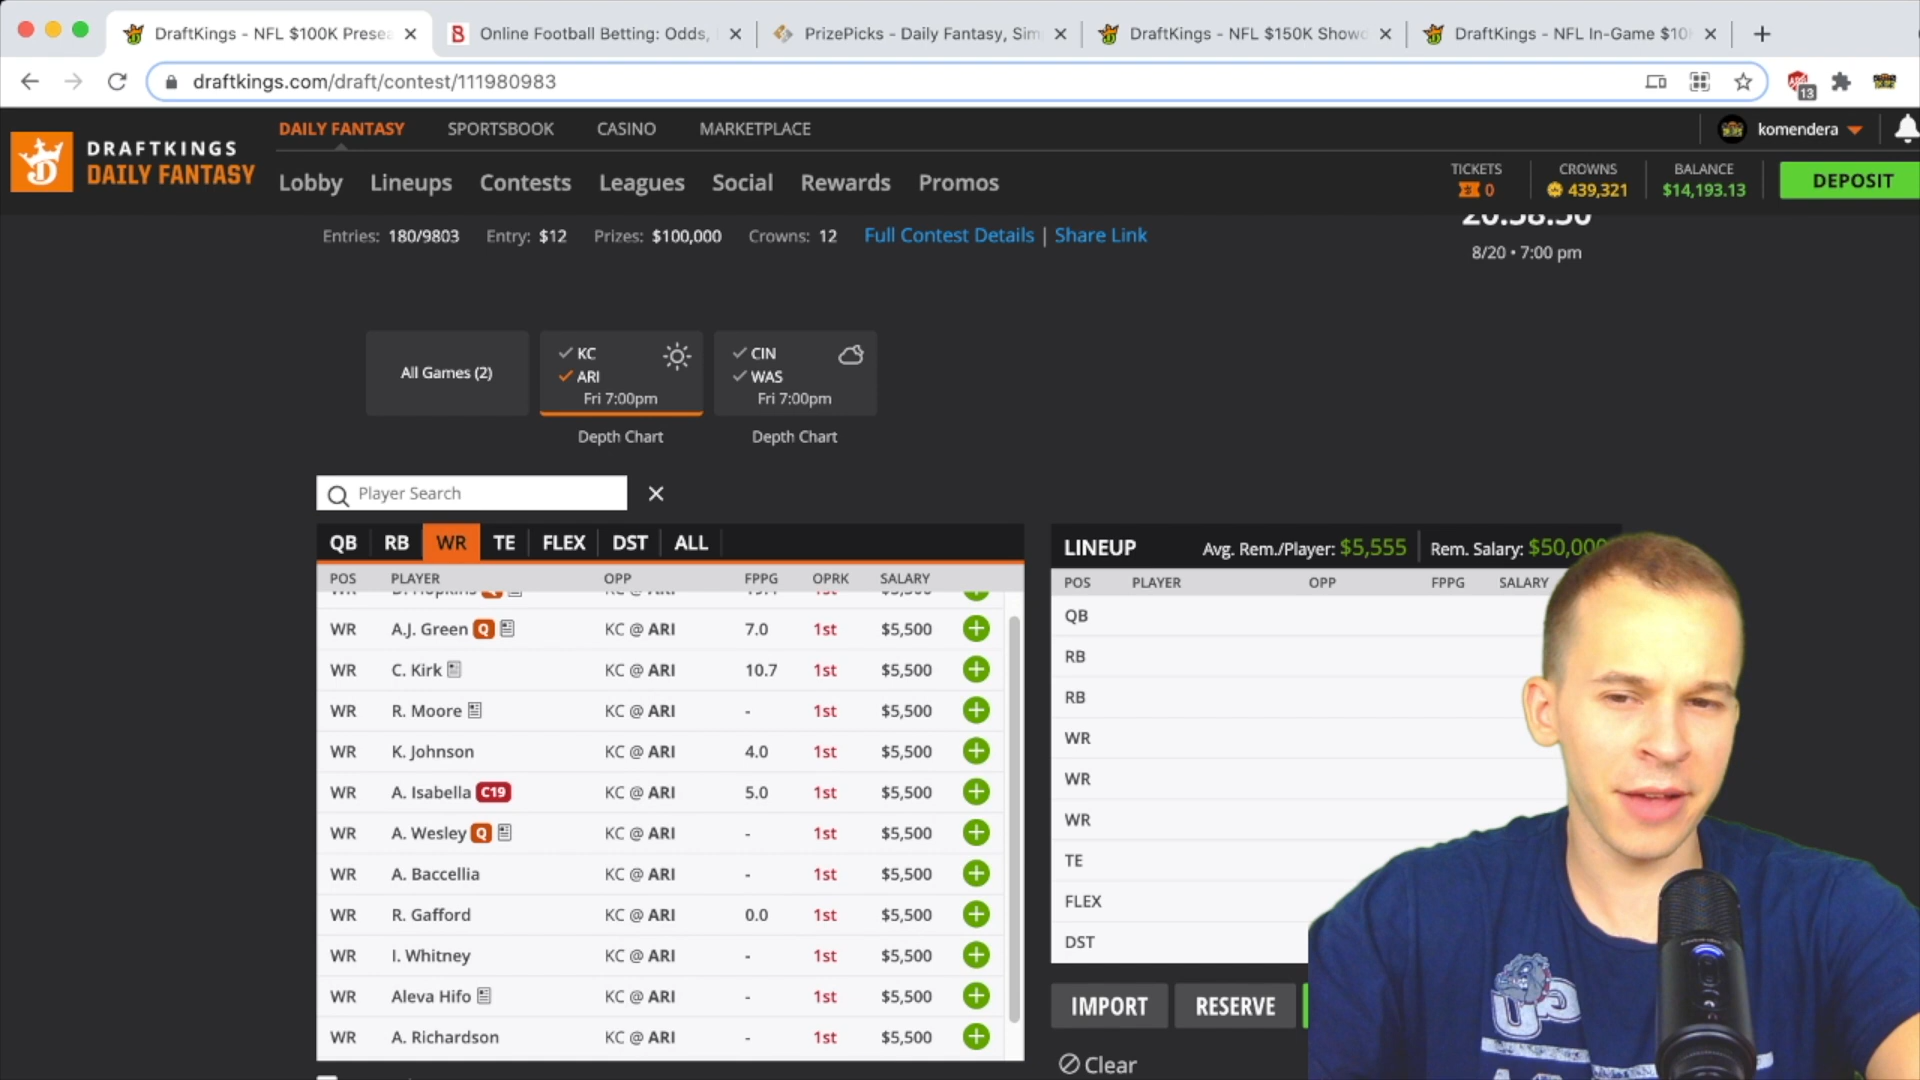 DraftKings - NFL $100K Presea
Online Football Betting: Odds,
PrizePicks - Daily Fantasy, Sim
DraftKings - NFL $150K Showd
DraftKings - NFL In-Game $10
draftkings.com/draft/contest/111980983
13
DRAFTKINGS
DAILY FANTASY
DAILY FANTASY SPORTSBOOK CASINO MARKETPLACE
komendera
Lobby Lineups Contests Leagues Social Rewards Promos
TICKETS
0
CROWNS
439,321
BALANCE
$14,193.13
DEPOSIT
Entries: 180/9803 Entry: $12 Prizes: $100,000 Crowns: 12 Full Contest Details | Share Link
8/20 • 7:00 pm
All Games (2)
KC
ARI
Fri 7:00pm
Depth Chart
CIN
WAS
Fri 7:00pm
Depth Chart
Player Search
QB RB WR TE FLEX DST ALL
POS PLAYER OPP FPPG OPRK SALARY
WR A.J. Green Q KC @ ARI 7.0 1st $5,500
WR C. Kirk KC @ ARI 10.7 1st $5,500
WR R. Moore KC @ ARI - 1st $5,500
WR K. Johnson KC @ ARI 4.0 1st $5,500
WR A. Isabella C19 KC @ ARI 5.0 1st $5,500
WR A. Wesley Q KC @ ARI - 1st $5,500
WR A. Baccellia KC @ ARI - 1st $5,500
WR R. Gafford KC @ ARI 0.0 1st $5,500
WR I. Whitney KC @ ARI - 1st $5,500
WR Aleva Hifo KC @ ARI - 1st $5,500
WR A. Richardson KC @ ARI - 1st $5,500
LINEUP Avg. Rem./Player: $5,555 Rem. Salary: $50,000
POS PLAYER OPP FPPG SALARY
QB
RB
RB
WR
WR
WR
TE
FLEX
DST
IMPORT RESERVE
Clear